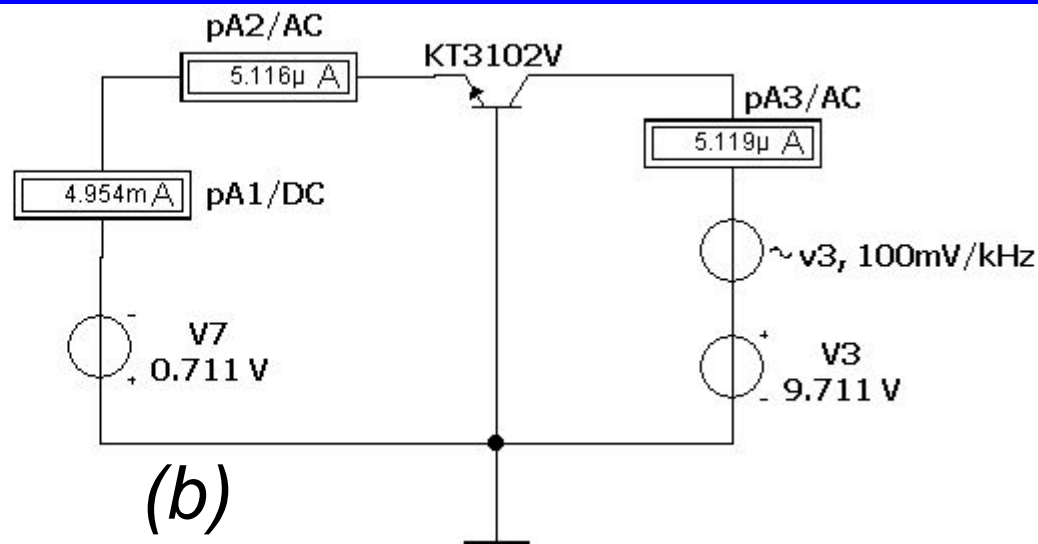 pA2/AC
5.116µ A
KT3102V
pA3/AC
5.119µ A
4.954m A
pA1/DC
~ v3, 100mV/kHz
-
V7
0.711 V
+
+
V3
9.711 V
-
(b)